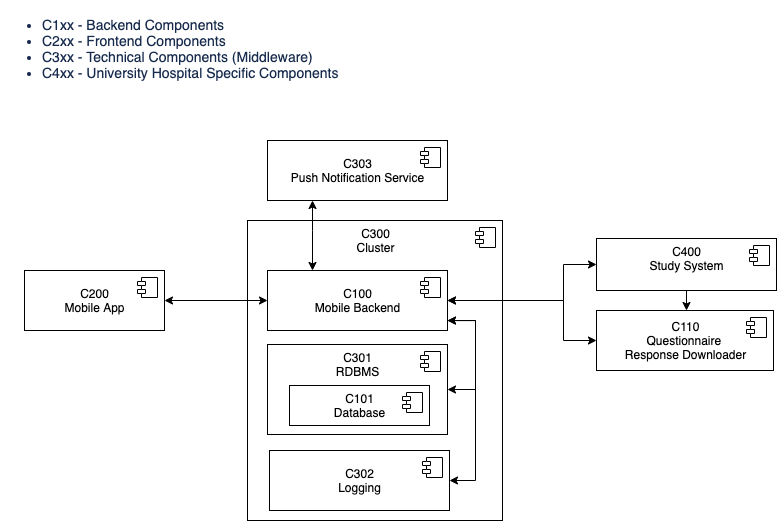 C1xx - Backend Components
C2xx - Frontend Components
C3xx - Technical Components (Middleware)
C4xx - University Hospital Specific Components
C303
Push Notification Service
C300
Cluster
C400
Study System
C200
Mobile App
C100
Mobile Backend
C110
Questionnaire
Response Downloader
C301
RDBMS
C101
Database
C302
Logging